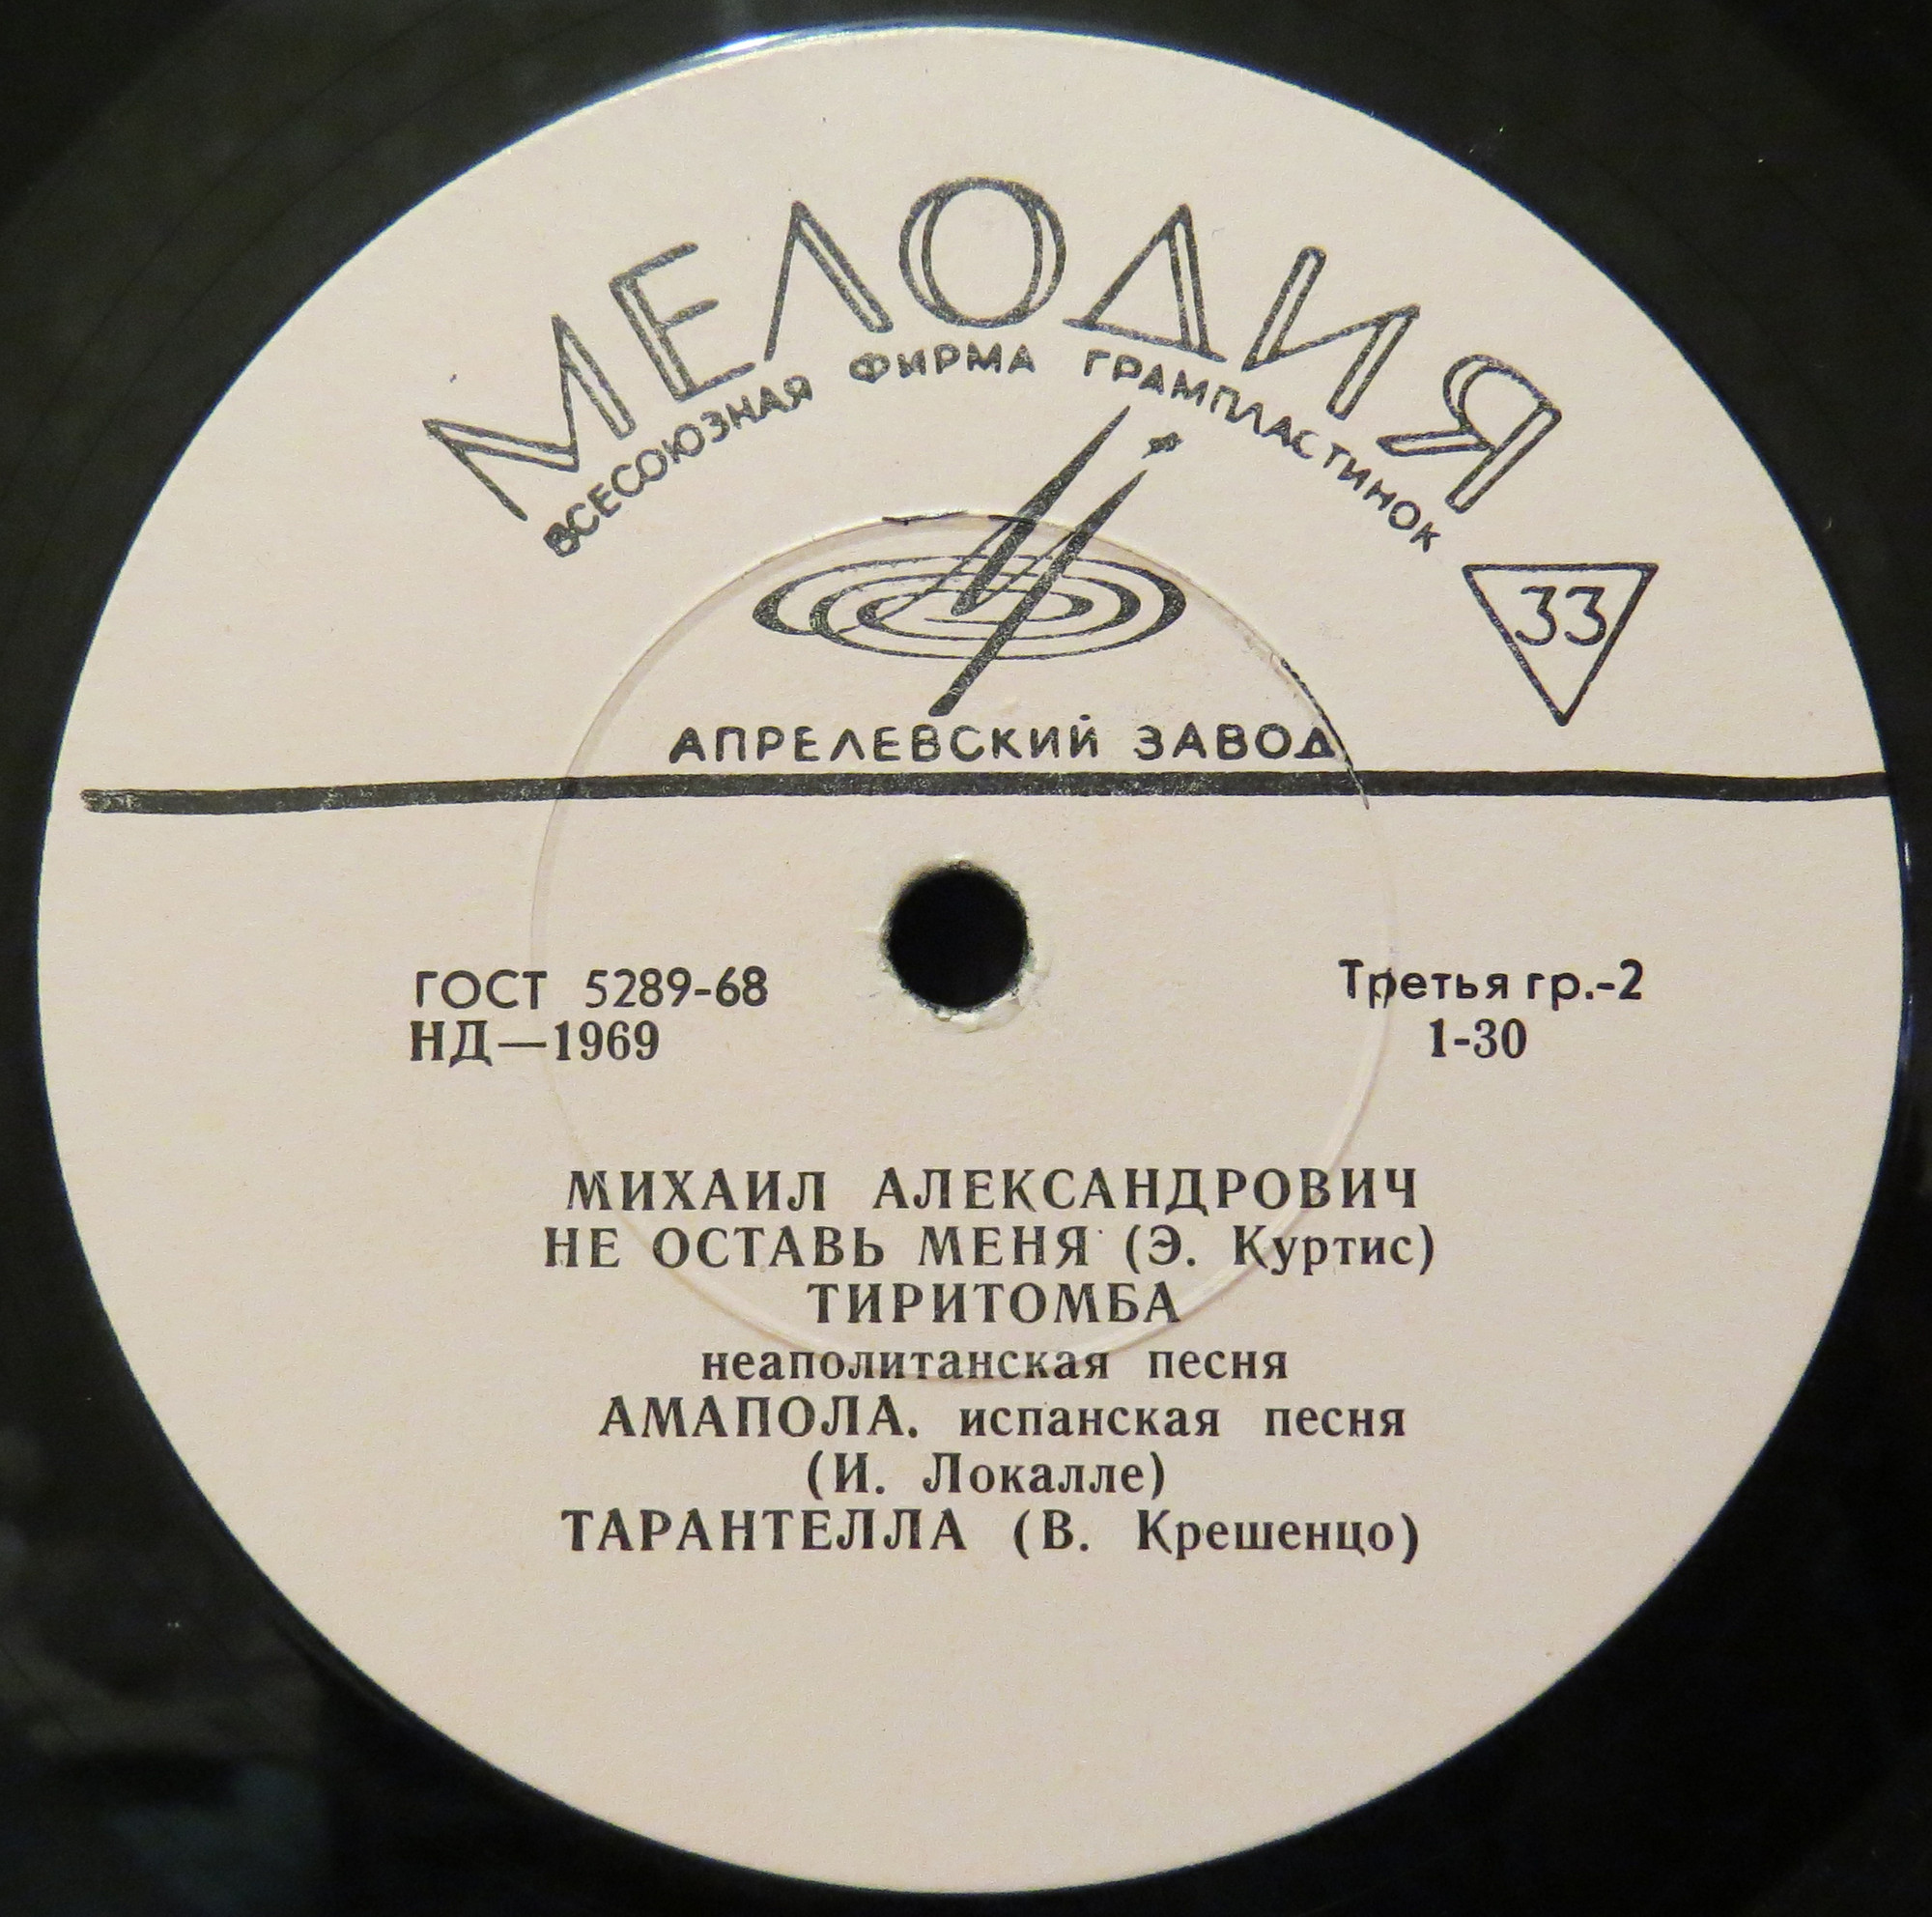 МЕЛОДИЯ
ВСЕСОЮЗНАЯ ФИРМА ГРАМПЛАСТИНОК
33
АПРЕЛЕВСКИЙ ЗАВОД
ГОСТ 5289-68
НД—1969
Третья гр.-2
1-30
МИХАИЛ АЛЕКСАНДРОВИЧ
НЕ ОСТАВЬ МЕНЯ (Э. Куртис)
ТИРИТОМБА
неаполитанская песня
АМАПОЛА. испанская песня
(И. Локалле)
ТАРАНТЕЛЛА (В. Крешенцо)